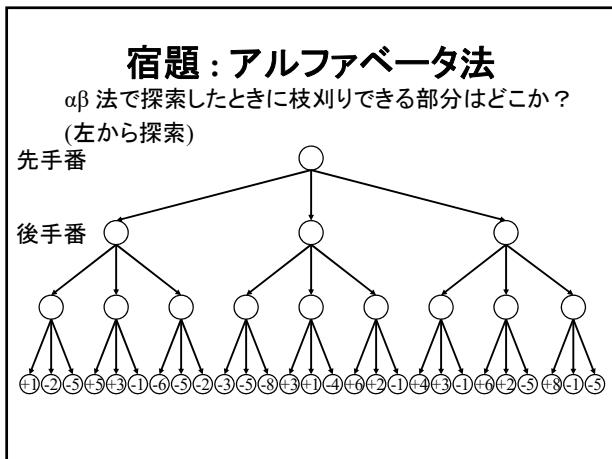 宿題：アルファベータ法
αβ 法で探索したときに枝刈りできる部分はどこか？
(左から探索)
先手番
後手番
+1 -2 -5 +5 +3 -1 -6 -5 -2 -3 -5 -8 +3 +1 -4 +6 +2 -1 +4 +3 -1 +6 +2 -5 +8 -1 -5